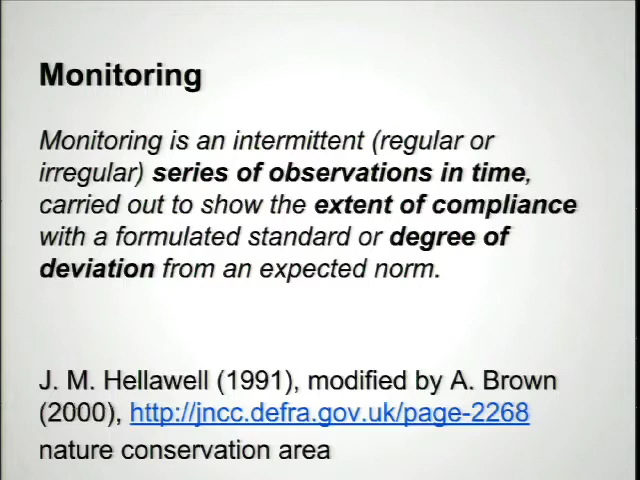 Monitoring
Monitoring is an intermittent (regular or
irregular) series of observations in time,
carried out to show the extent of compliance
with a formulated standard or degree of
deviation from an expected norm.
J. M. Hellawell (1991), modified by A. Brown
(2000), http://jncc.defra.gov.uk/page-2268
nature conservation area